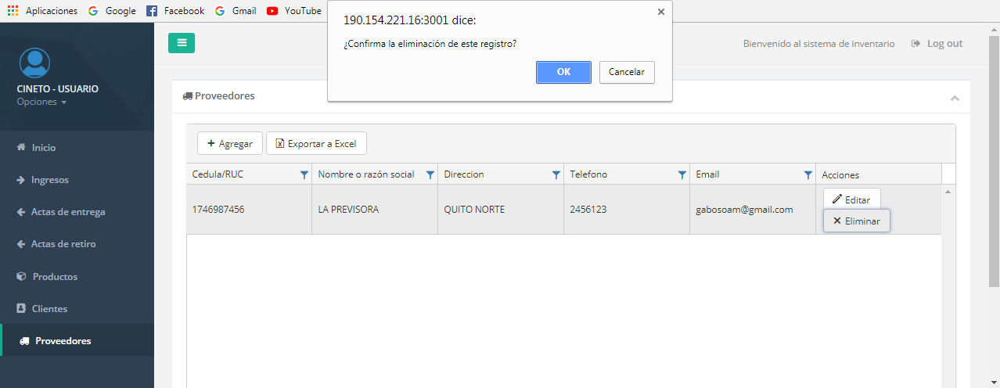 Aplicaciones Google Facebook Gmail YouTube
190.154.221.16:3001 dice:
¿Confirma la eliminación de este registro?
OK Cancelar
Bienvenido al sistema de inventario Log out
CINETO - USUARIO
Opciones
Inicio
Ingresos
Actas de entrega
Actas de retiro
Productos
Clientes
Proveedores
Proveedores
Agregar Exportar a Excel
Cedula/RUC Nombre o razón social Direccion Telefono Email Acciones
1746987456 LA PREVISORA QUITO NORTE 2456123 gabosoam@gmail.com Editar
Eliminar